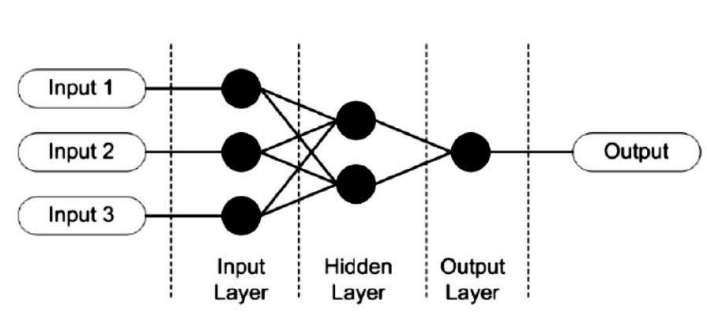 Input 1
Input 2
Output
Input 3
Input
Layer
Hidden
Layer
Output
Layer